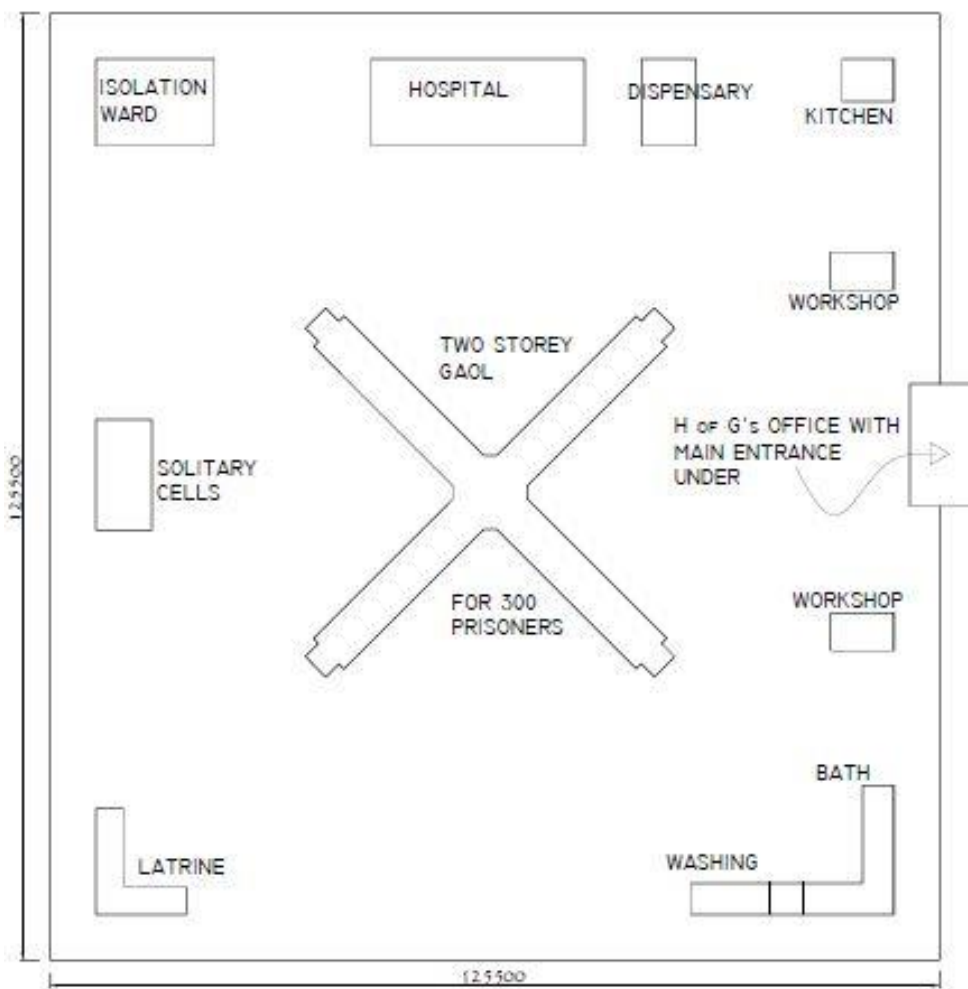 ISOLATION
WARD
HOSPITAL
DISPENSARY
KITCHEN
WORKSHOP
TWO STOREY
GAOL
H OF G's OFFICE WITH
MAIN ENTRANCE
UNDER
SOLITARY
CELLS
125500
FOR 300
PRISONERS
WORKSHOP
BATH
LATRINE
WASHING
125500